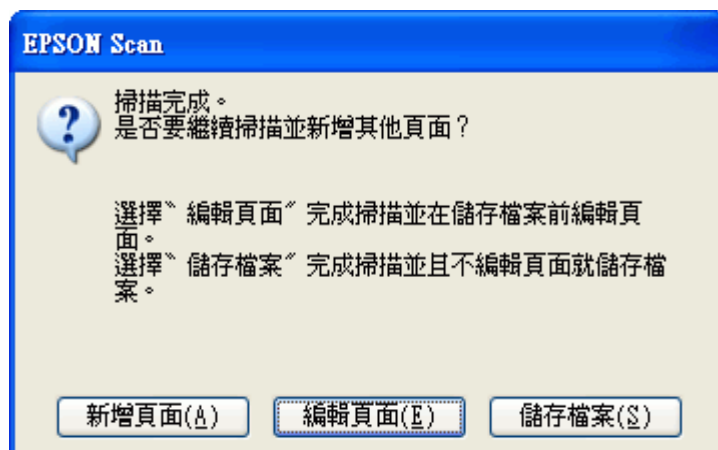 EPSON Scan
掃描完成。
是否要繼續掃描並新增其他頁面？
選擇〝編輯頁面〞完成掃描並在儲存檔案前編輯頁
面。
選擇〝儲存檔案〞完成掃描並且不編輯頁面就儲存檔
案。
新增頁面(A) 編輯頁面(E) 儲存檔案(S)